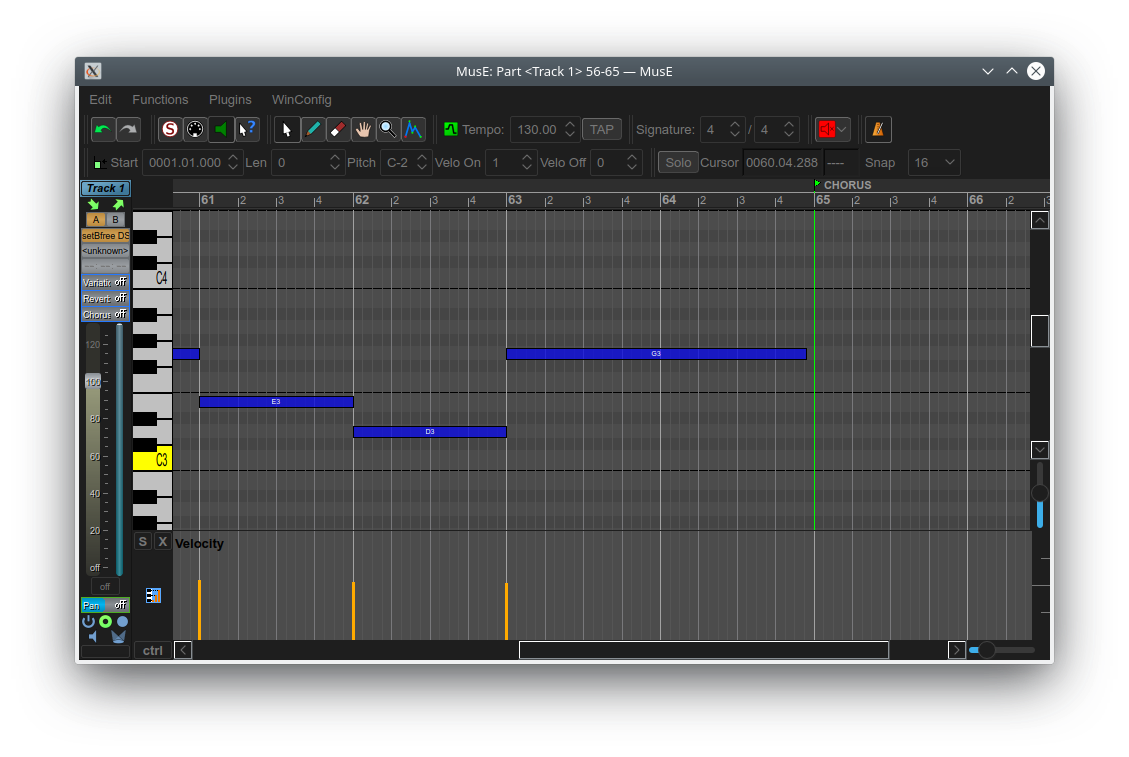 MusE: Part <Track 1> 56-65 — MusE
Edit Functions Plugins WinConfig
S ? Tempo: 130.00 TAP Signature: 4 / 4
Start 0001.01.000 Len 0 Pitch C-2 Velo On 1 Velo Off 0 Solo Cursor 0060.04.288 ---- Snap 16
Track 1
CHORUS
61 2 3 4 62 2 3 4 63 2 3 4 64 2 3 4 65 2 3 4 66 2 3
A B
setBfree DS
<unknown>
--- --- ---
Variatic off
C4
Revert off
Chorus off
120
G3
100
E3
80
D3
60
C3
40
20
S X Velocity
off
off
Pan off
ctrl